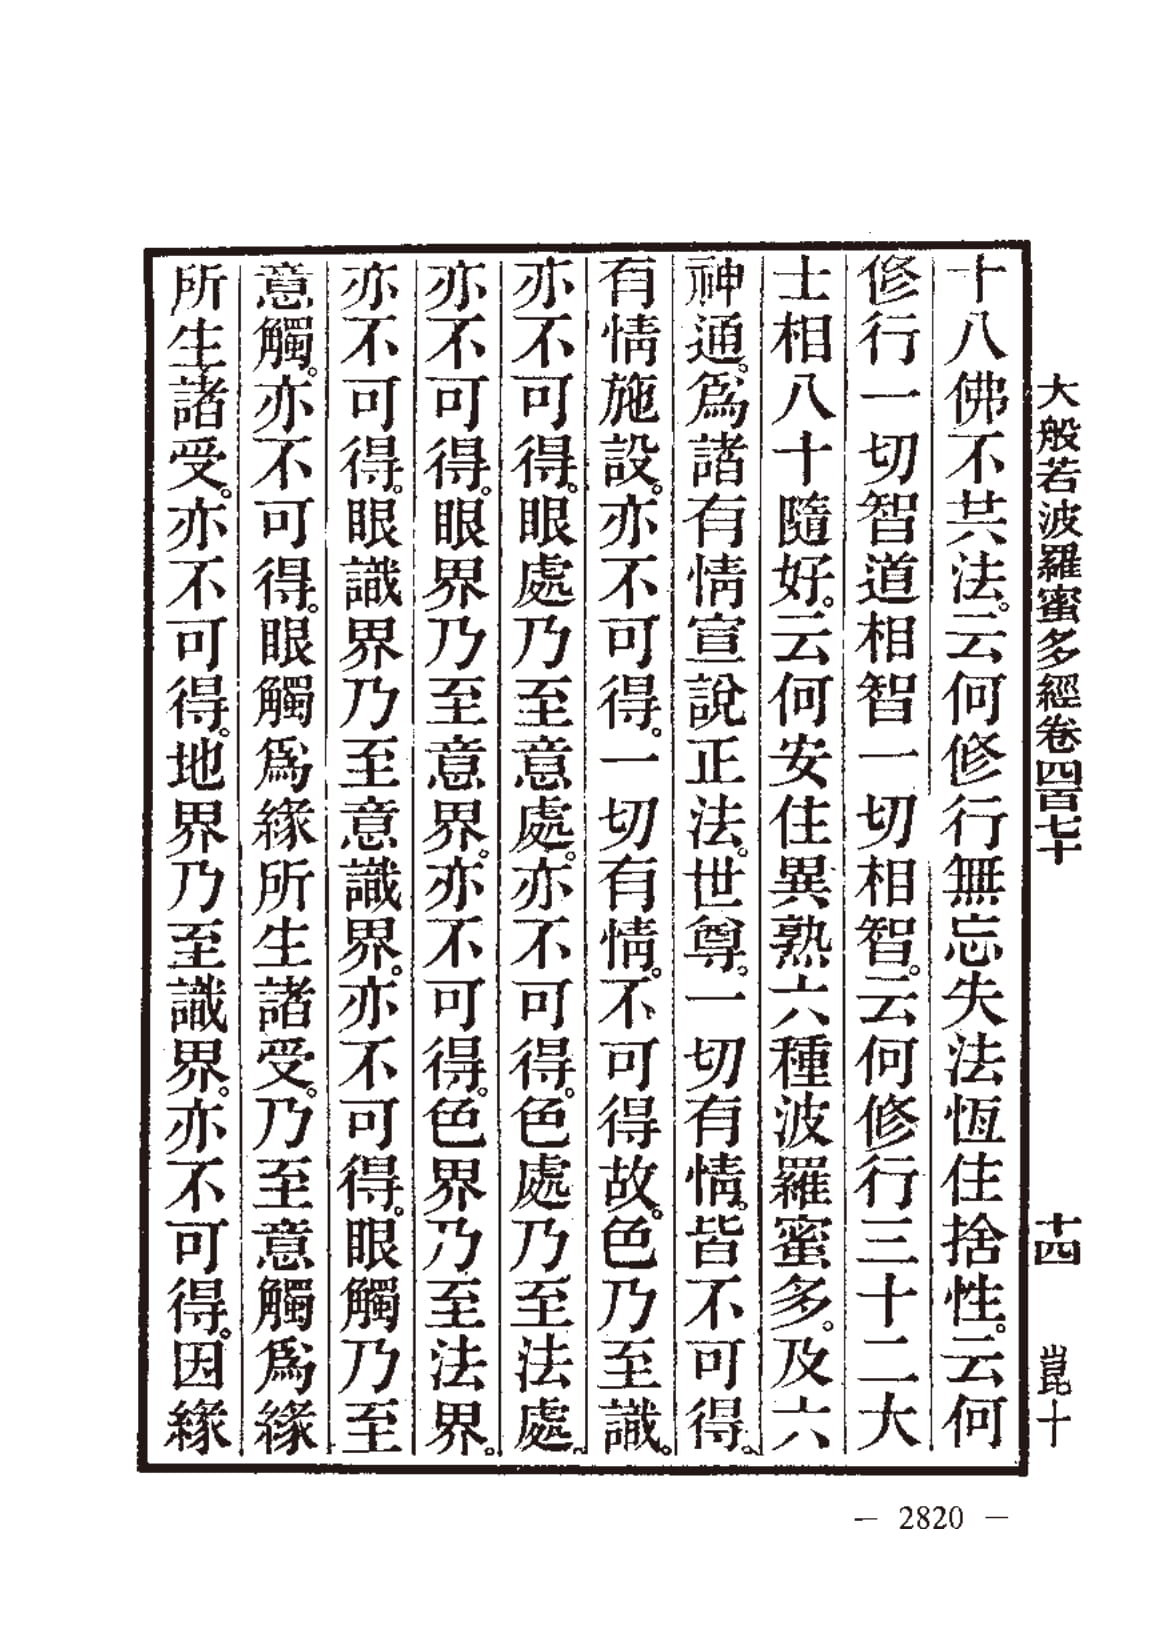 大般若波羅蜜多經卷四百七十 十四 崑十
十八佛不共法。云何修行無忘失法恆住捨性。云何
修行一切智道相智一切相智。云何修行三十二大
士相八十隨好。云何安住異熟六種波羅蜜多。及六
神通。爲諸有情宣說正法。世尊。一切有情。皆不可得。
有情施設。亦不可得。一切有情。不可得故。色乃至識。
亦不可得。眼處乃至意處。亦不可得。色處乃至法處。
亦不可得。眼界乃至意界。亦不可得。色界乃至法界。
亦不可得。眼識界乃至意識界。亦不可得。眼觸乃至
意觸。亦不可得。眼觸爲緣所生諸受。乃至意觸爲緣
所生諸受。亦不可得。地界乃至識界。亦不可得。因緣
— 2820 —